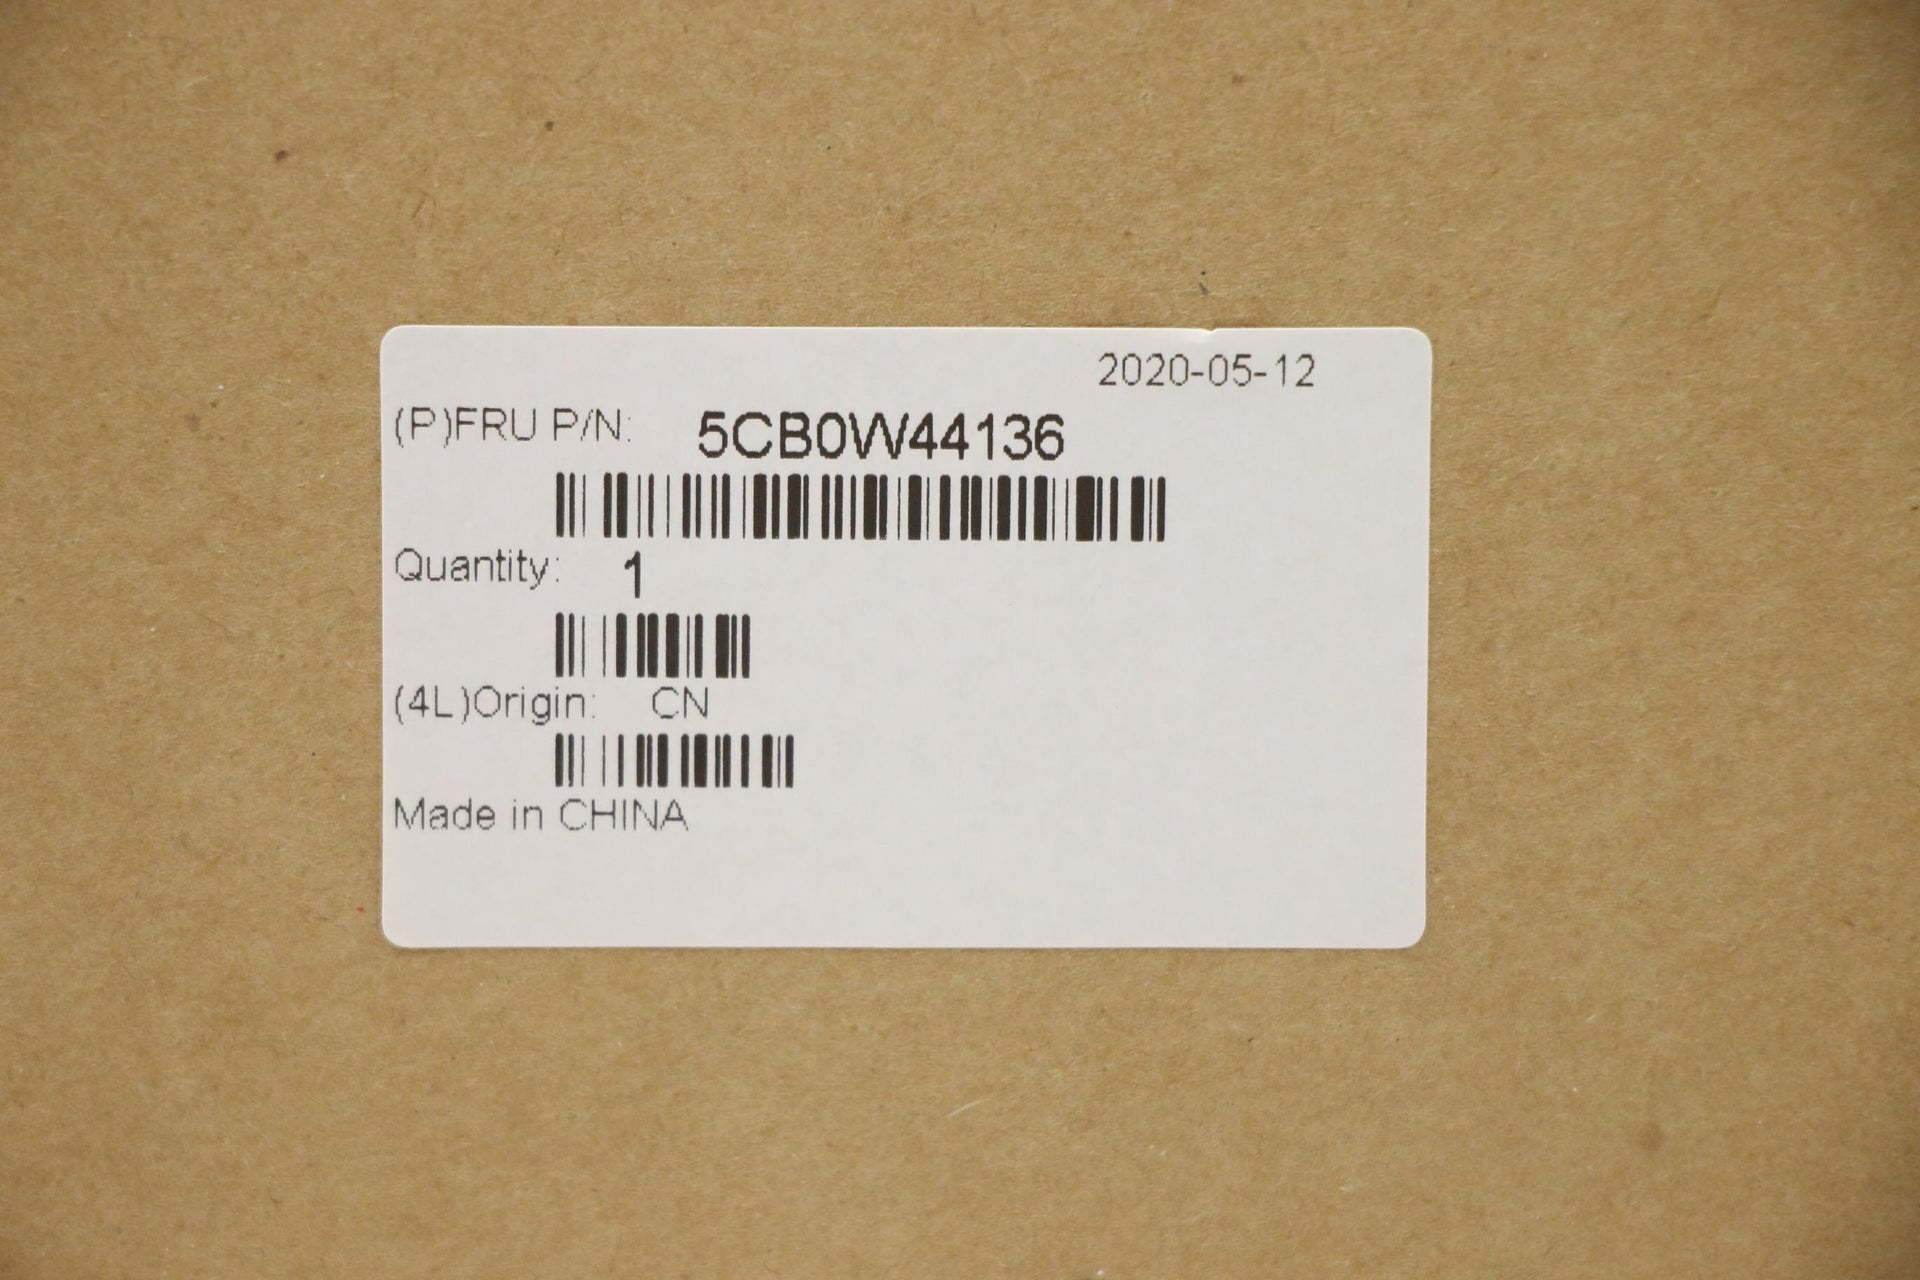 2020-05-12
(P)FRU P/N: 5CB0W44136
Quantity: 1
(4L)Origin: CN
Made in CHINA